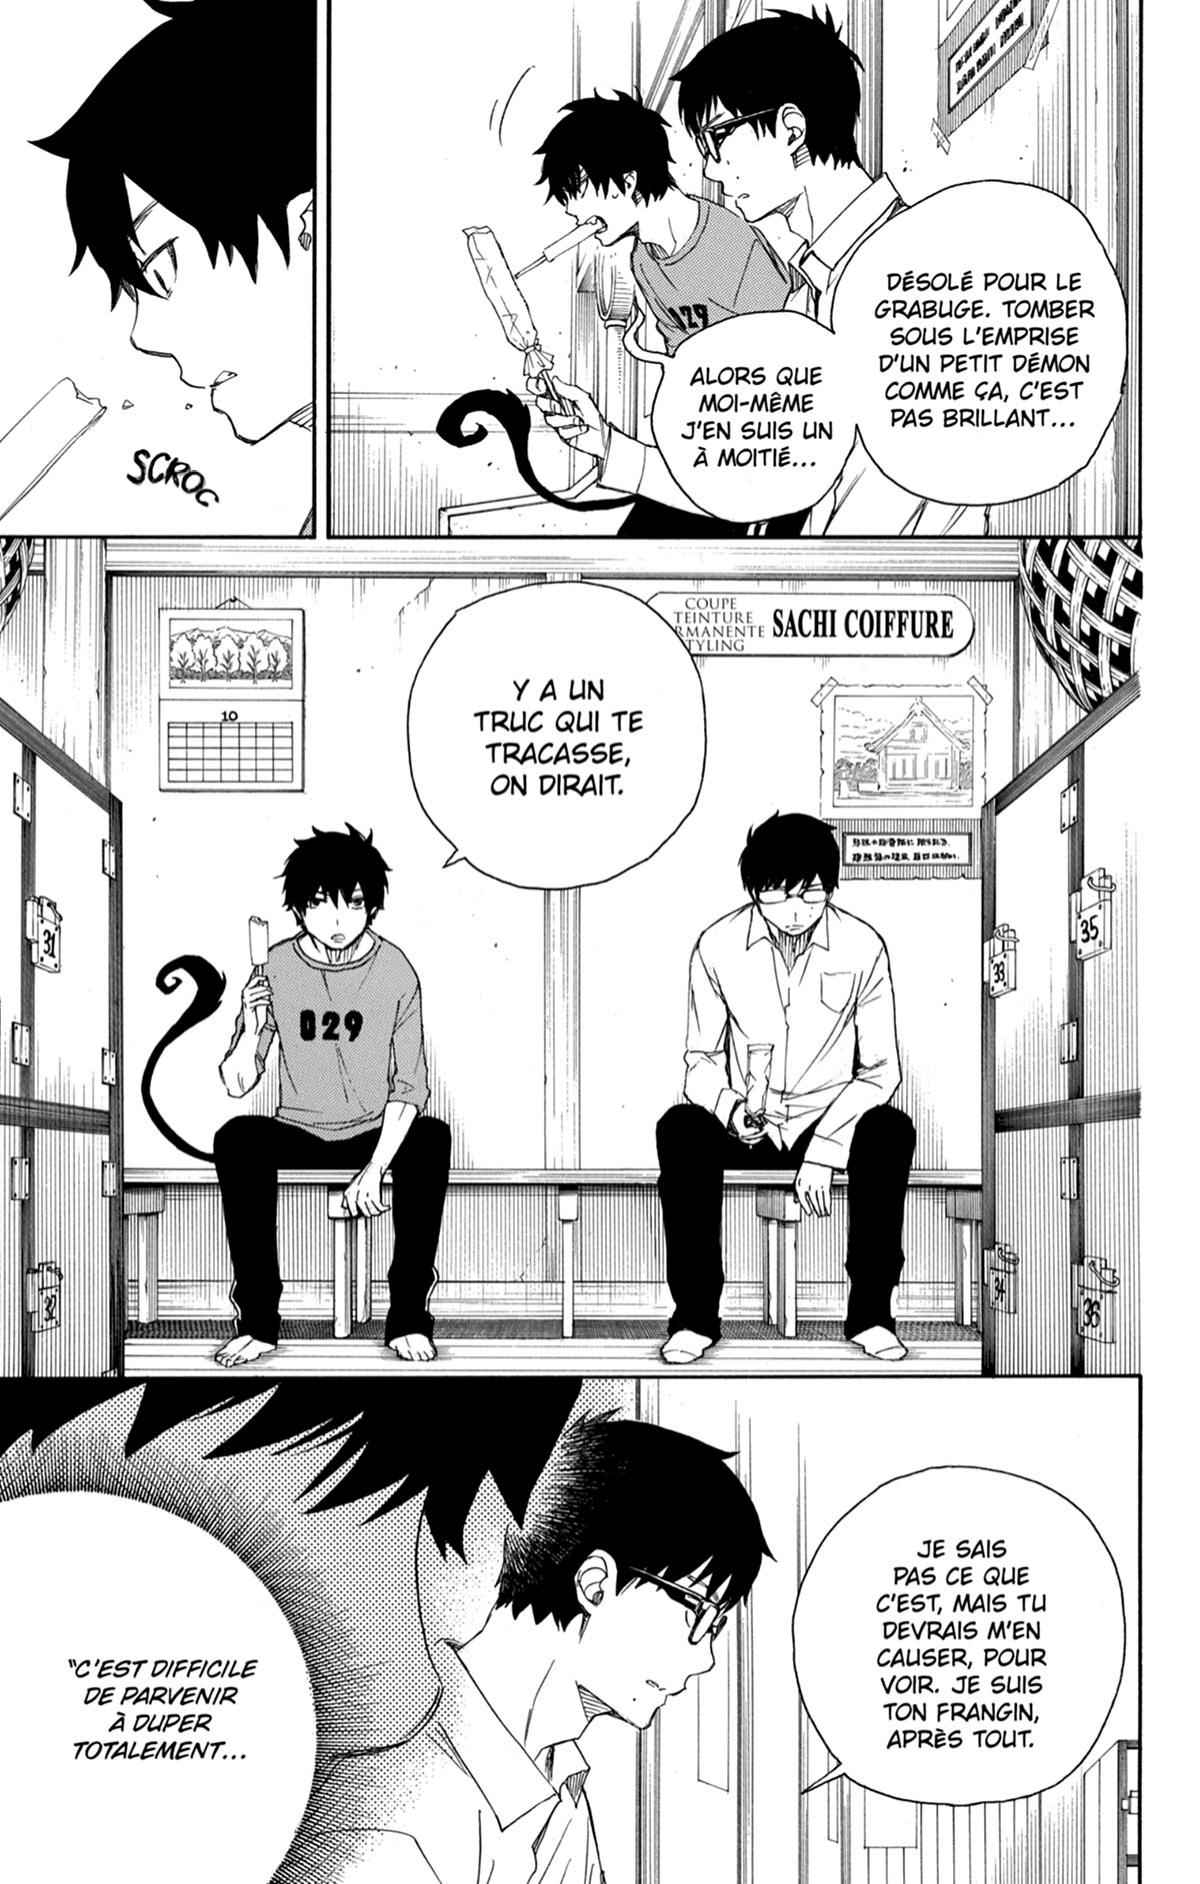 DÉSOLÉ POUR LE
GRABUGE. TOMBER
SOUS L'EMPRISE
D'UN PETIT DÉMON
COMME ÇA, C'EST
PAS BRILLANT...
ALORS QUE
MOI-MÊME
J'EN SUIS UN
À MOITIÉ...
029
SCROC
COUPE
TEINTURE
RMANENTE
TYLING
SACHI COIFFURE
Y A UN
TRUC QUI TE
TRACASSE,
ON DIRAIT.
10
31
35
33
029
32
34
36
JE SAIS
PAS CE QUE
C'EST, MAIS TU
DEVRAIS M'EN
CAUSER, POUR
VOIR. JE SUIS
TON FRANGIN,
APRÈS TOUT.
"C'EST DIFFICILE
DE PARVENIR
À DUPER
TOTALEMENT...